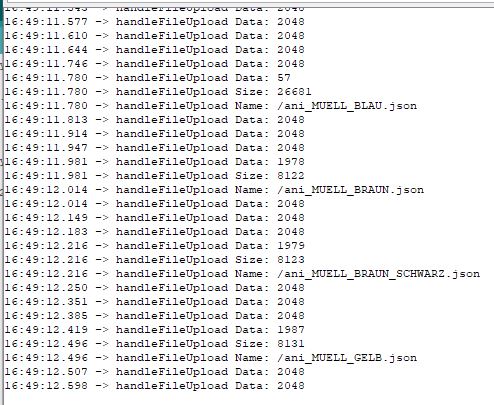 16:49:11.543 -> handleFileUpload Data: 2048
16:49:11.577 -> handleFileUpload Data: 2048
16:49:11.610 -> handleFileUpload Data: 2048
16:49:11.644 -> handleFileUpload Data: 2048
16:49:11.746 -> handleFileUpload Data: 2048
16:49:11.780 -> handleFileUpload Data: 57
16:49:11.780 -> handleFileUpload Size: 26681
16:49:11.780 -> handleFileUpload Name: /ani_MUELL_BLAU.json
16:49:11.813 -> handleFileUpload Data: 2048
16:49:11.914 -> handleFileUpload Data: 2048
16:49:11.947 -> handleFileUpload Data: 2048
16:49:11.981 -> handleFileUpload Data: 1978
16:49:11.981 -> handleFileUpload Size: 8122
16:49:12.014 -> handleFileUpload Name: /ani_MUELL_BRAUN.json
16:49:12.014 -> handleFileUpload Data: 2048
16:49:12.149 -> handleFileUpload Data: 2048
16:49:12.183 -> handleFileUpload Data: 2048
16:49:12.216 -> handleFileUpload Data: 1979
16:49:12.216 -> handleFileUpload Size: 8123
16:49:12.216 -> handleFileUpload Name: /ani_MUELL_BRAUN_SCHWARZ.json
16:49:12.250 -> handleFileUpload Data: 2048
16:49:12.351 -> handleFileUpload Data: 2048
16:49:12.385 -> handleFileUpload Data: 2048
16:49:12.419 -> handleFileUpload Data: 1987
16:49:12.496 -> handleFileUpload Size: 8131
16:49:12.496 -> handleFileUpload Name: /ani_MUELL_GELB.json
16:49:12.507 -> handleFileUpload Data: 2048
16:49:12.598 -> handleFileUpload Data: 2048